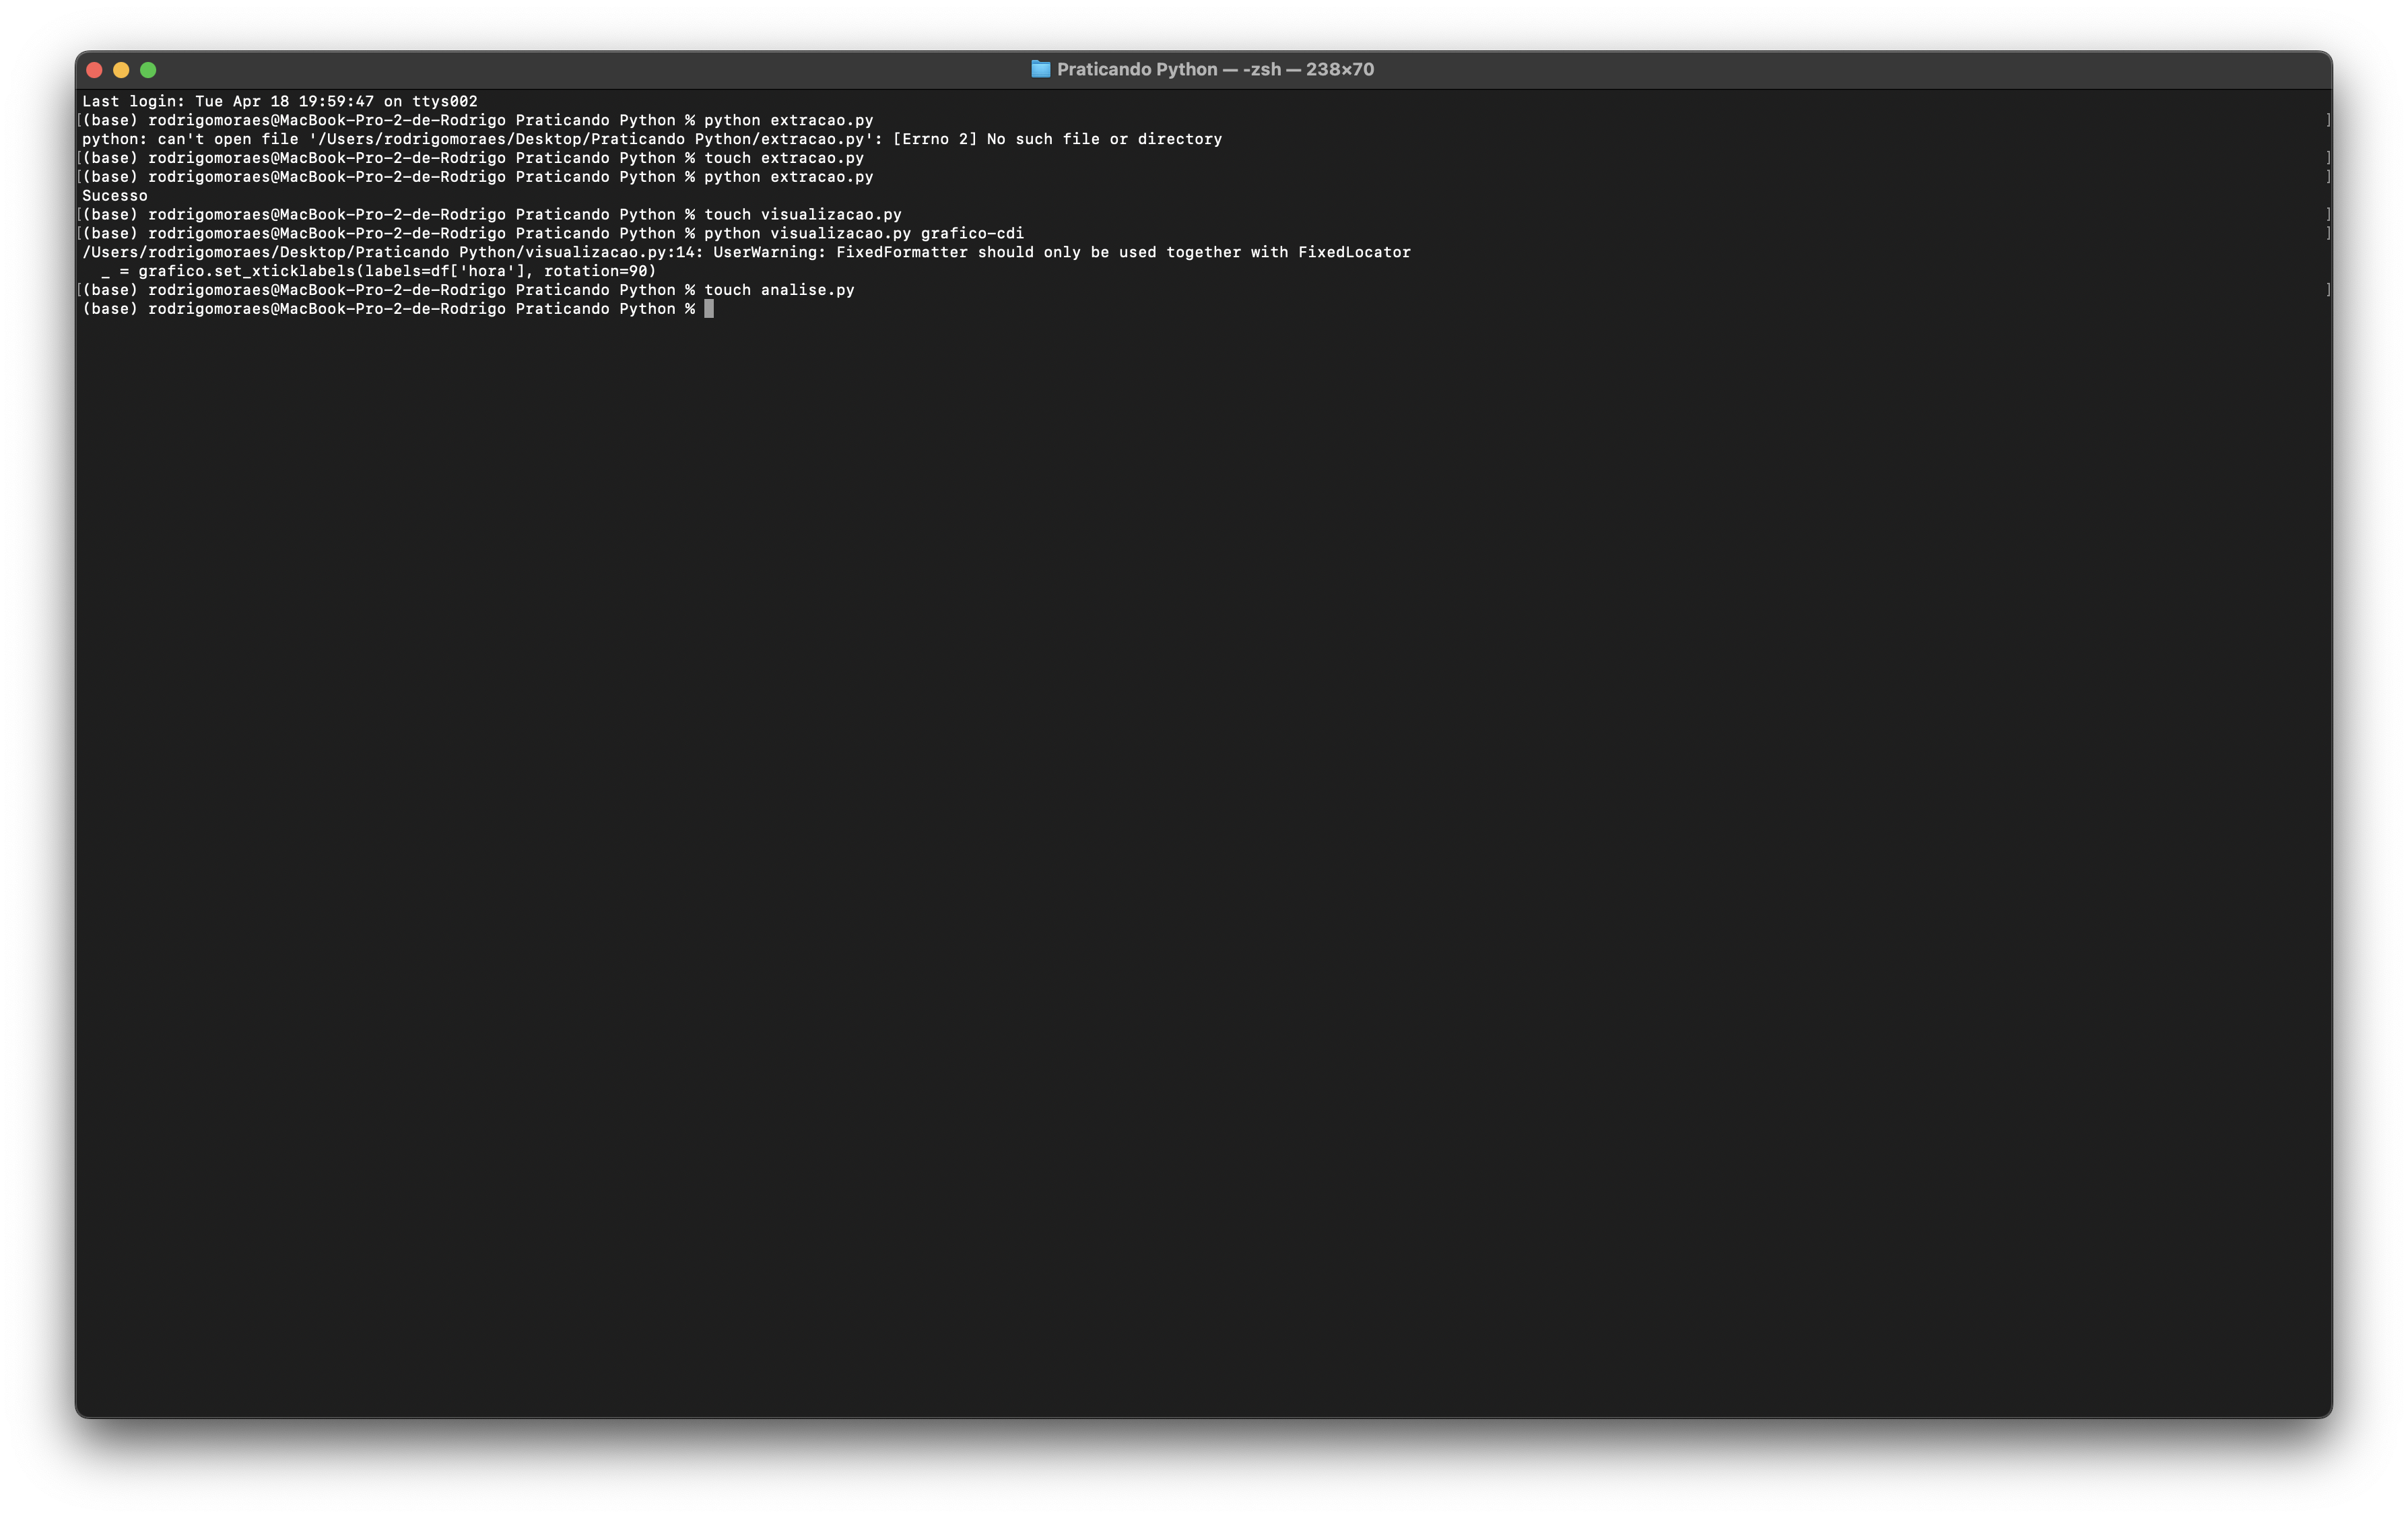 Praticando Python — -zsh — 238×70
Last login: Tue Apr 18 19:59:47 on ttys002
[(base) rodrigomoraes@MacBook-Pro-2-de-Rodrigo Praticando Python % python extracao.py ]
python: can't open file '/Users/rodrigomoraes/Desktop/Praticando Python/extracao.py': [Errno 2] No such file or directory
[(base) rodrigomoraes@MacBook-Pro-2-de-Rodrigo Praticando Python % touch extracao.py ]
[(base) rodrigomoraes@MacBook-Pro-2-de-Rodrigo Praticando Python % python extracao.py ]
Sucesso
[(base) rodrigomoraes@MacBook-Pro-2-de-Rodrigo Praticando Python % touch visualizacao.py ]
[(base) rodrigomoraes@MacBook-Pro-2-de-Rodrigo Praticando Python % python visualizacao.py grafico-cdi ]
/Users/rodrigomoraes/Desktop/Praticando Python/visualizacao.py:14: UserWarning: FixedFormatter should only be used together with FixedLocator
  _ = grafico.set_xticklabels(labels=df['hora'], rotation=90)
[(base) rodrigomoraes@MacBook-Pro-2-de-Rodrigo Praticando Python % touch analise.py ]
(base) rodrigomoraes@MacBook-Pro-2-de-Rodrigo Praticando Python %